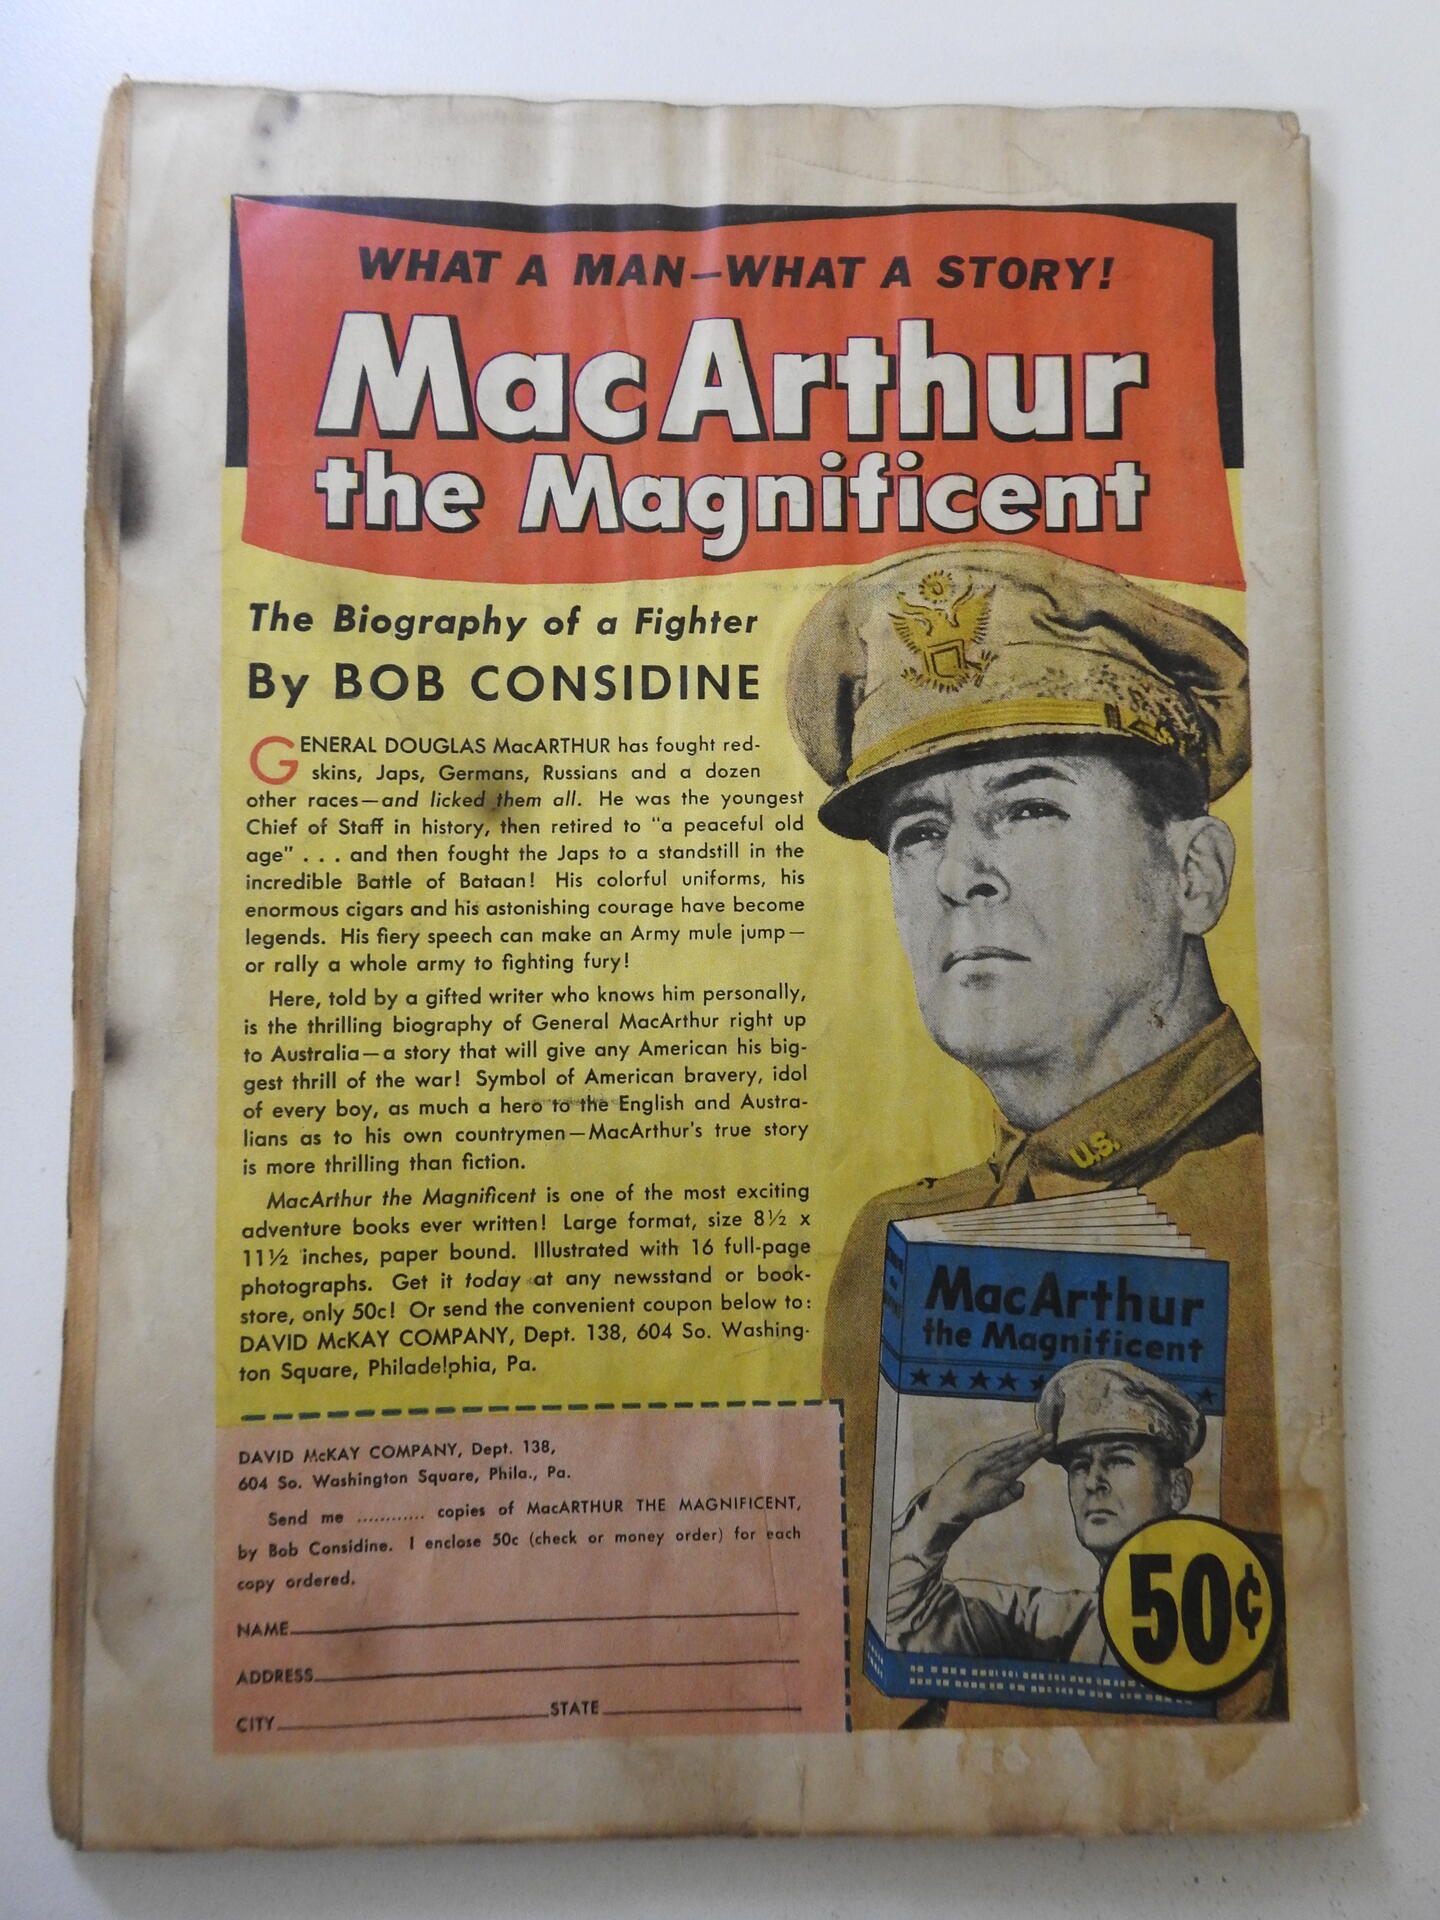 WHAT A MAN—WHAT A STORY!
MacArthur
the Magnificent
The Biography of a Fighter
By BOB CONSIDINE
GENERAL DOUGLAS MacARTHUR has fought red-
skins, Japs, Germans, Russians and a dozen
other races—and licked them all. He was the youngest
Chief of Staff in history, then retired to "a peaceful old
age" . . . and then fought the Japs to a standstill in the
incredible Battle of Bataan! His colorful uniforms, his
enormous cigars and his astonishing courage have become
legends. His fiery speech can make an Army mule jump—
or rally a whole army to fighting fury!
Here, told by a gifted writer who knows him personally,
is the thrilling biography of General MacArthur right up
to Australia—a story that will give any American his big-
gest thrill of the war! Symbol of American bravery, idol
of every boy, as much a hero to the English and Austra-
lians as to his own countrymen—MacArthur's true story
is more thrilling than fiction.
MacArthur the Magnificent is one of the most exciting
adventure books ever written! Large format, size 8½ x
11½ inches, paper bound. Illustrated with 16 full-page
photographs. Get it today at any newsstand or book-
store, only 50c! Or send the convenient coupon below to:
DAVID McKAY COMPANY, Dept. 138, 604 So. Washing-
ton Square, Philadelphia, Pa.
U.S.
MacArthur
the Magnificent
50¢
DAVID McKAY COMPANY, Dept. 138,
604 So. Washington Square, Phila., Pa.
Send me ............ copies of MacARTHUR THE MAGNIFICENT,
by Bob Considine. I enclose 50c (check or money order) for each
copy ordered.
NAME
ADDRESS
CITY STATE